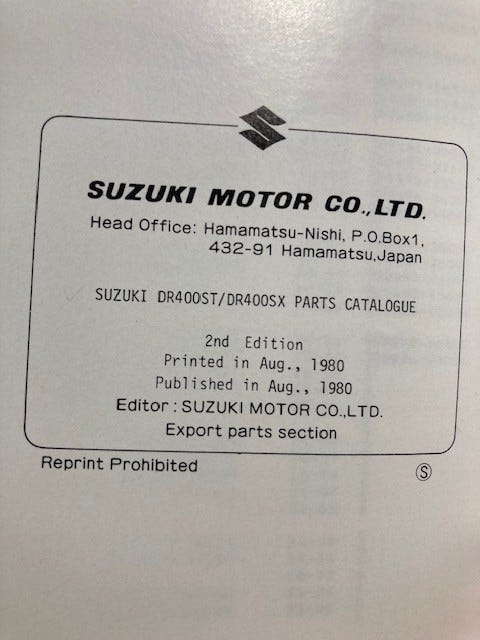 SUZUKI MOTOR CO.,LTD.
Head Office: Hamamatsu-Nishi, P.O.Box1,
432-91 Hamamatsu,Japan
SUZUKI DR400ST/DR400SX PARTS CATALOGUE
2nd Edition
Printed in Aug., 1980
Published in Aug., 1980
Editor : SUZUKI MOTOR CO.,LTD.
Export parts section
Reprint Prohibited
Ⓢ